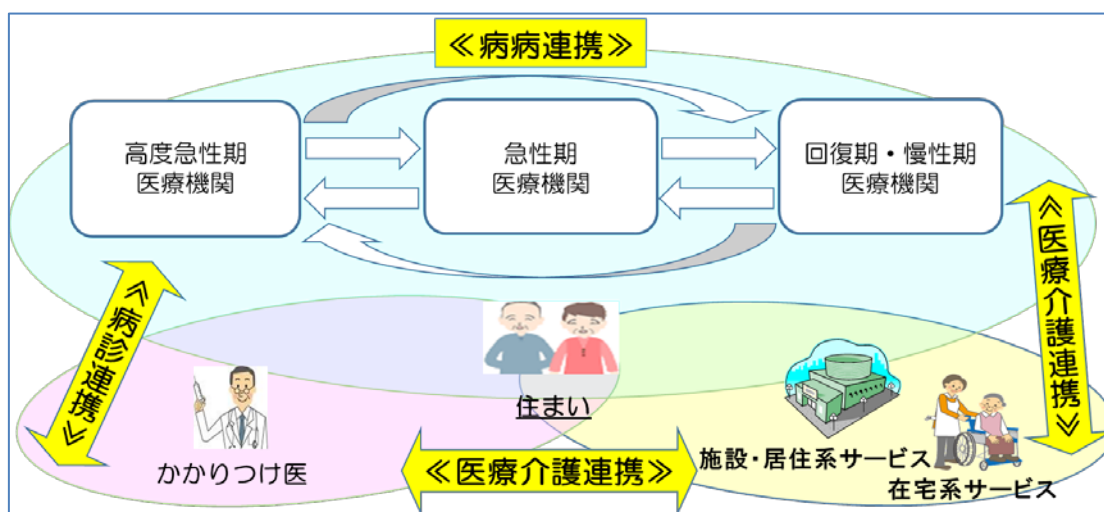 ≪病病連携≫
高度急性期
医療機関
急性期
医療機関
回復期・慢性期
医療機関
≪病診連携≫
≪医療介護連携≫
住まい
かかりつけ医
≪医療介護連携≫
施設・居住系サービス
在宅系サービス